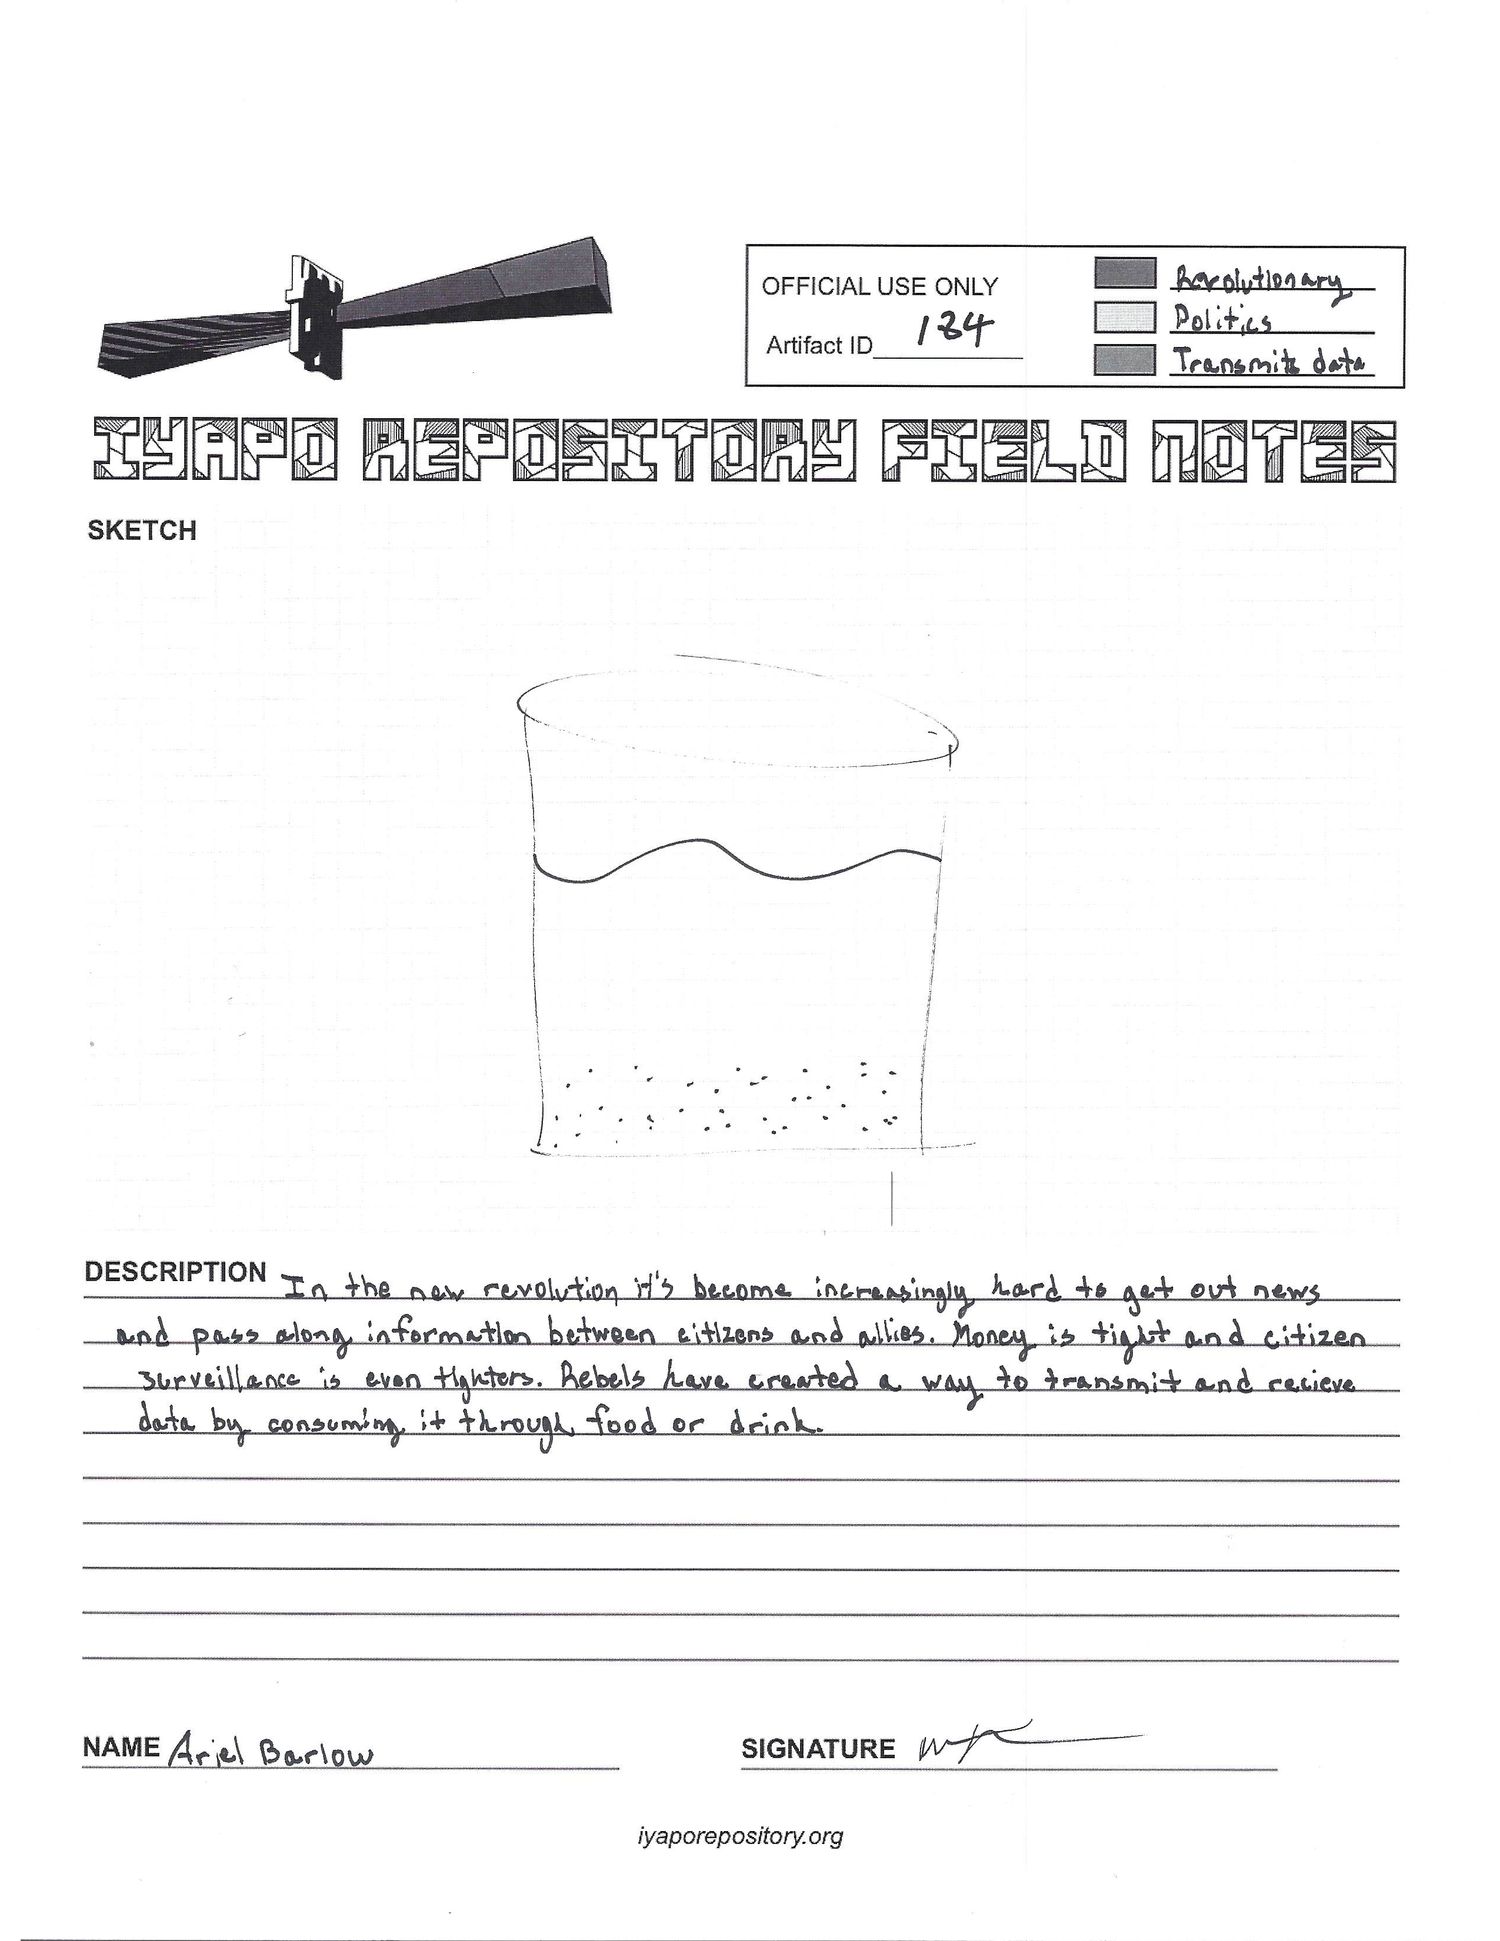 OFFICIAL USE ONLY
Artifact ID 184
Revolutionary
Politics
Transmits data
IYAPO REPOSITORY FIELD NOTES
SKETCH
DESCRIPTION In the new revolution it's become increasingly hard to get out news
and pass along information between citizens and allies. Money is tight and citizen
surveillance is even tighters. Rebels have created a way to transmit and recieve
data by consuming it through food or drink.
NAME Ariel Barlow
SIGNATURE
iyaporepository.org